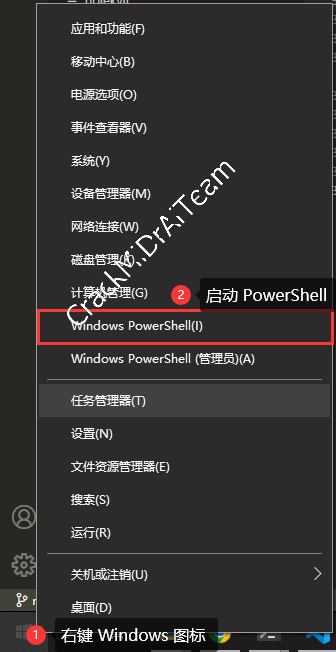 应用和功能(F)
移动中心(B)
电源选项(O)
事件查看器(V)
系统(Y)
设备管理器(M)
网络连接(W)
磁盘管理(K)
计算机管理(G)
2 启动 PowerShell
Windows PowerShell(I)
Windows PowerShell (管理员)(A)
任务管理器(T)
设置(N)
文件资源管理器(E)
搜索(S)
运行(R)
关机或注销(U)
桌面(D)
1 右键 Windows 图标
CrackMiDrAiTeam